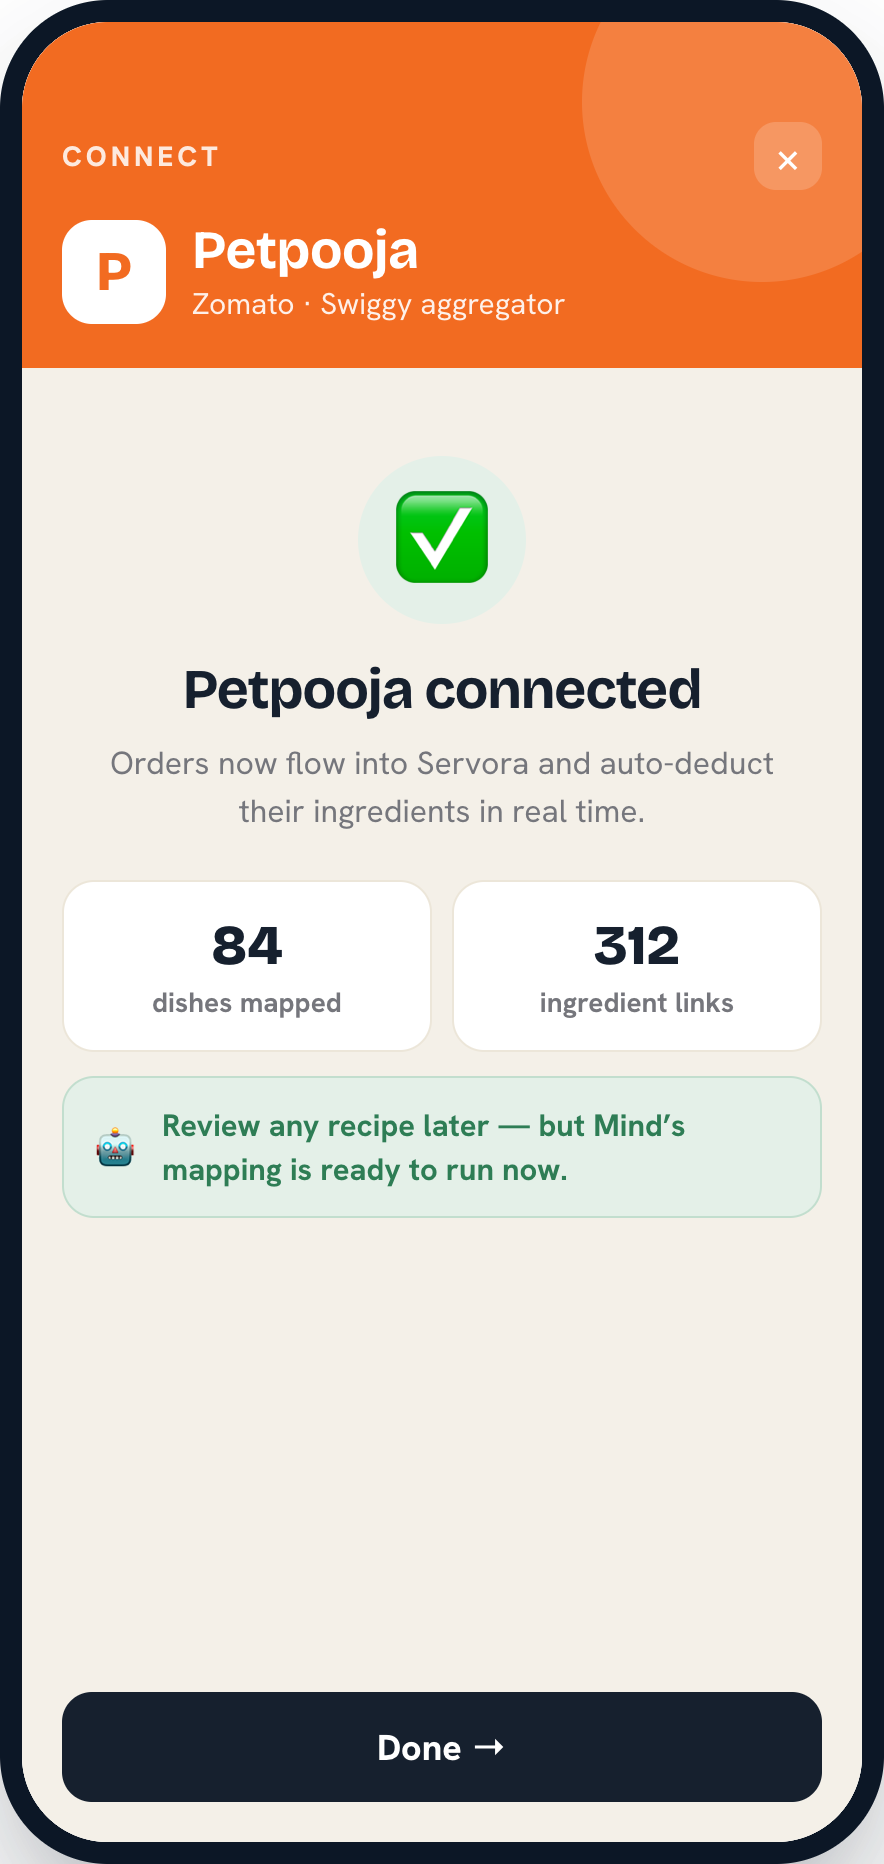 CONNECT
×
P
Petpooja
Zomato · Swiggy aggregator
Petpooja connected
Orders now flow into Servora and auto-deduct
their ingredients in real time.
84
dishes mapped
312
ingredient links
Review any recipe later — but Mind’s
mapping is ready to run now.
Done →